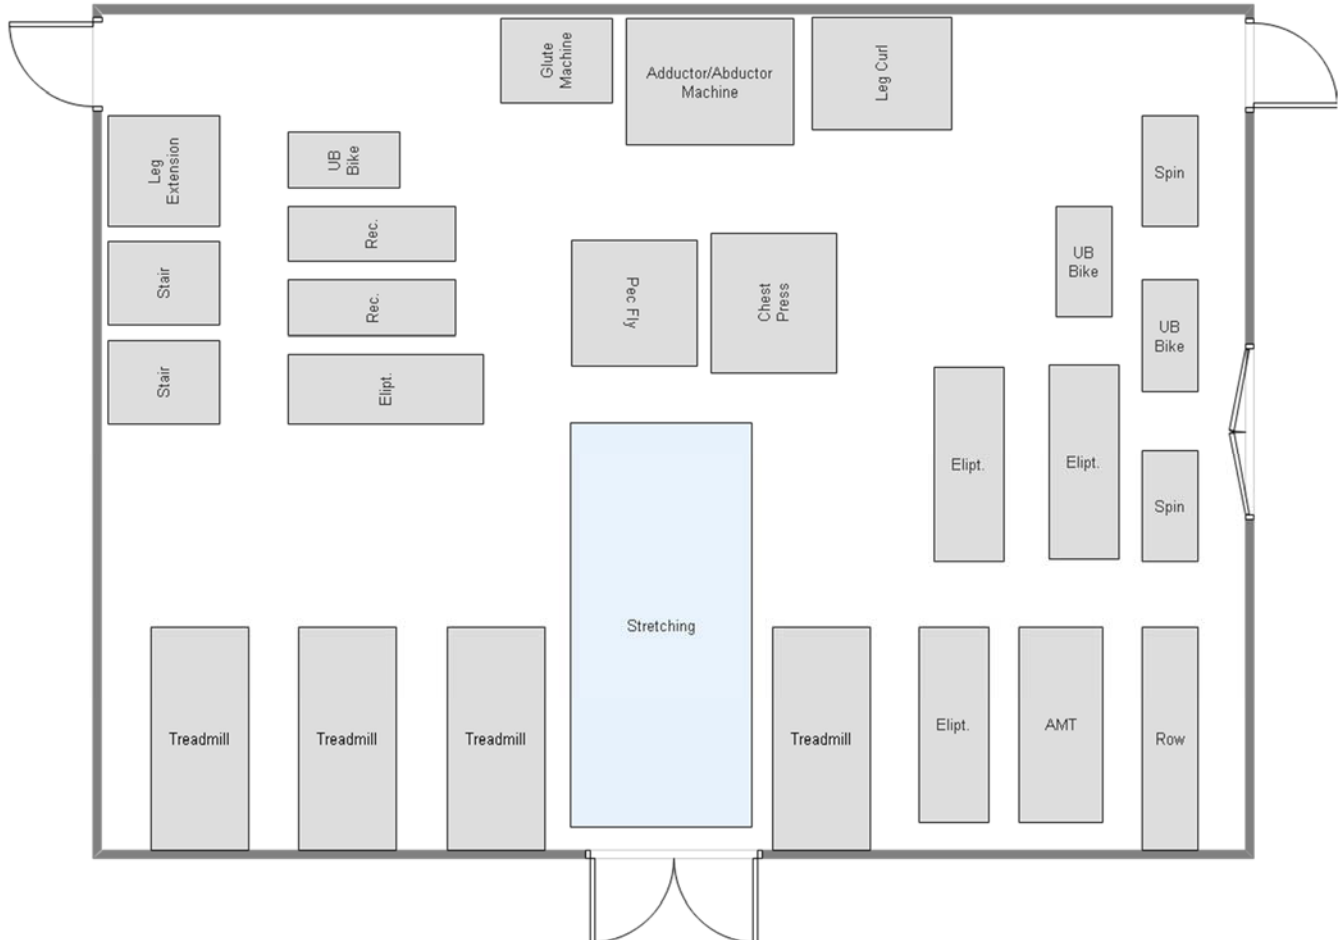 Glute
Machine
Adductor/Abductor
Machine
Leg Curl
Leg
Extension
UB
Bike
Spin
Rec.
UB
Bike
Stair
Pec Fly
Chest
Press
Rec.
UB
Bike
Stair
Elipt.
Elipt.
Elipt.
Spin
Stretching
Treadmill
Treadmill
Treadmill
Treadmill
Elipt.
AMT
Row